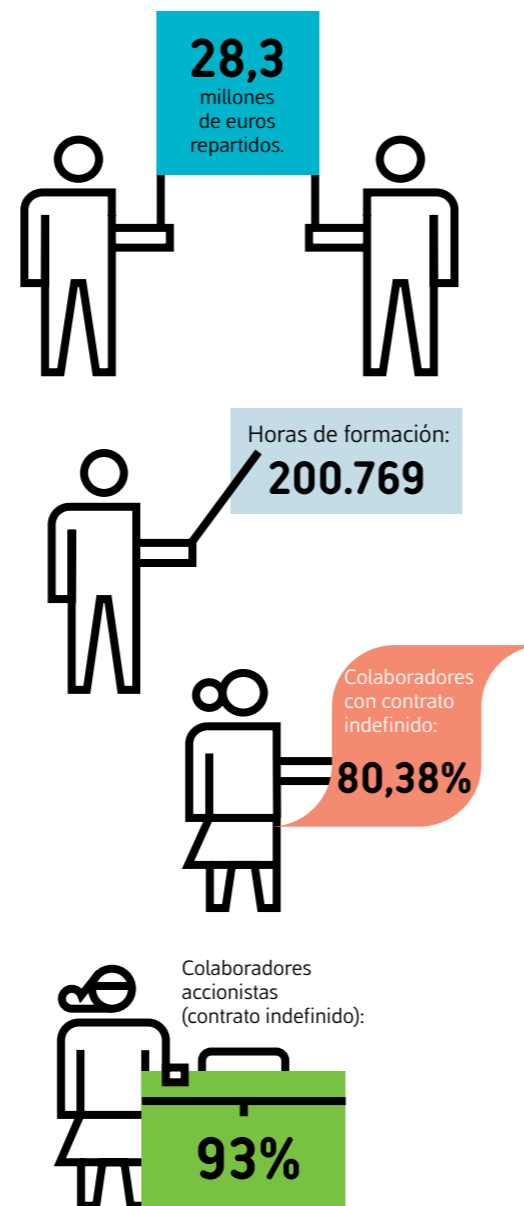 28,3
millones
de euros
repartidos.
Horas de formación:
200.769
Colaboradores
con contrato
indefinido:
80,38%
Colaboradores
accionistas
(contrato indefinido):
93%